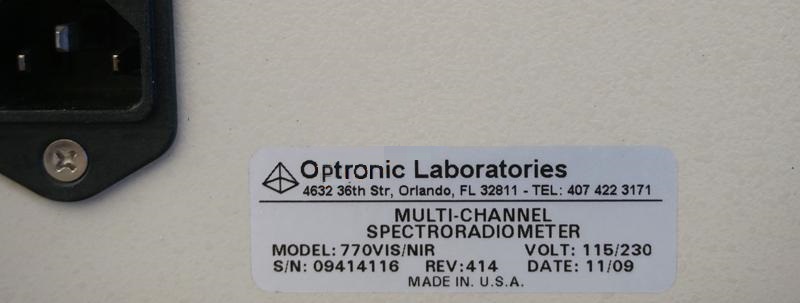 Optronic Laboratories
4632 36th Str, Orlando, FL 32811 - TEL: 407 422 3171
MULTI-CHANNEL
SPECTRORADIOMETER
MODEL: 770VIS/NIR VOLT: 115/230
S/N: 09414116 REV:414 DATE: 11/09
MADE IN U.S.A.